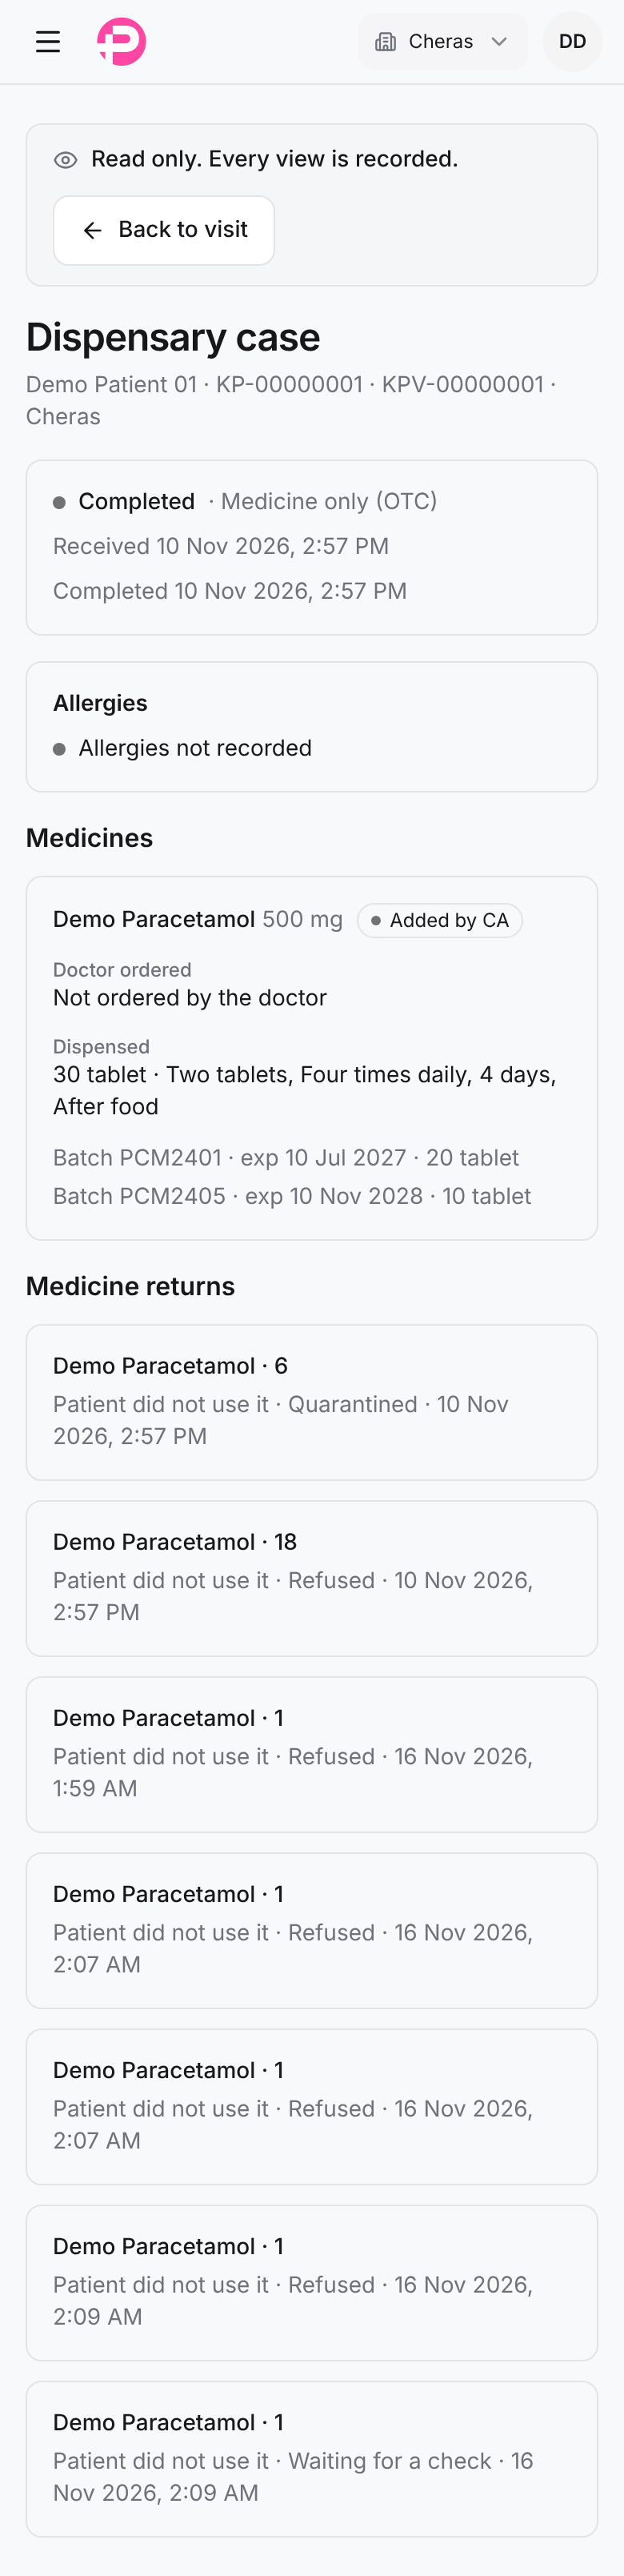 Cheras
DD
Read only. Every view is recorded.
Back to visit
Dispensary case
Demo Patient 01 · KP-00000001 · KPV-00000001 ·
Cheras
Completed · Medicine only (OTC)
Received 10 Nov 2026, 2:57 PM
Completed 10 Nov 2026, 2:57 PM
Allergies
Allergies not recorded
Medicines
Demo Paracetamol 500 mg Added by CA
Doctor ordered
Not ordered by the doctor
Dispensed
30 tablet · Two tablets, Four times daily, 4 days,
After food
Batch PCM2401 · exp 10 Jul 2027 · 20 tablet
Batch PCM2405 · exp 10 Nov 2028 · 10 tablet
Medicine returns
Demo Paracetamol · 6
Patient did not use it · Quarantined · 10 Nov
2026, 2:57 PM
Demo Paracetamol · 18
Patient did not use it · Refused · 10 Nov 2026,
2:57 PM
Demo Paracetamol · 1
Patient did not use it · Refused · 16 Nov 2026,
1:59 AM
Demo Paracetamol · 1
Patient did not use it · Refused · 16 Nov 2026,
2:07 AM
Demo Paracetamol · 1
Patient did not use it · Refused · 16 Nov 2026,
2:07 AM
Demo Paracetamol · 1
Patient did not use it · Refused · 16 Nov 2026,
2:09 AM
Demo Paracetamol · 1
Patient did not use it · Waiting for a check · 16
Nov 2026, 2:09 AM